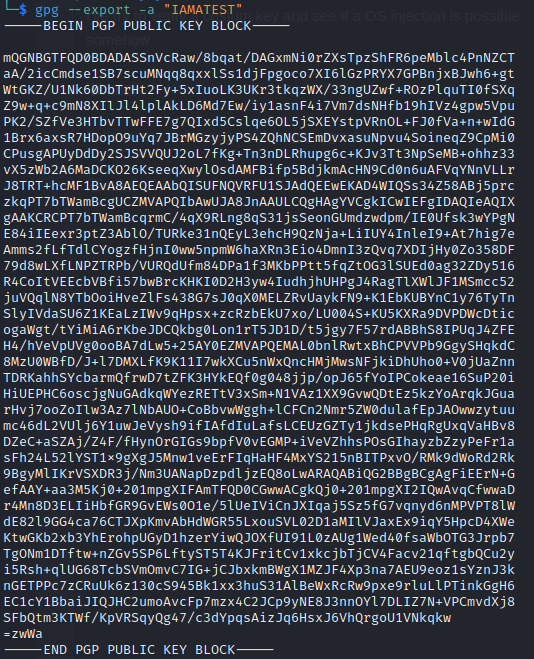 └─$ gpg --export -a "IAMATEST"
-----BEGIN PGP PUBLIC KEY BLOCK-----
mQGNBGTFQD0BDADASSnVcRaw/8bqat/DAGxmNi0rZXsTpzShFR6peMblc4PnNZCT
aA/2icCmdse1SB7scuMNqq8qxxlSs1djFpgoco7XI6lGzPRYX7GPBnjxBJwh6+gt
WtGKZ/U1Nk60DbTrHt2Fy+5xIuoLK3UKr3tkqzWX/33ngUZwf+ROzPlquTI0fSXq
Z9w+q+c9mN8XIlJl4lplAkLD6Md7Ew/iy1asnF4i7Vm7dsNHfb19hIVz4gpw5Vpu
PK2/SZfVe3HTbvTTwFFE7g7QIxd5Cslqe6OL5jSXEYstpVRnOL+FJ0fVa+n+wIdG
1Brx6axsR7HDopO9uYq7JBrMGzyjyPS4ZQhNCSEmDvxasuNpvu4SoineqZ9CpMi0
CPusgAPUyDdDy2SJSVVQUJ2oL7fKg+Tn3nDLRhupg6c+KJv3Tt3NpSeMB+ohhz33
vX5zWb2A6MaDCKO26KseeqXwylOsdAMFBifp5BdjkmAcHN9Cd0n6uAFVqYNnVLLr
J8TRT+hcMF1BvA8AEQEAAbQISUFNQVRFU1SJAdQEEwEKAD4WIQSs34Z58ABj5prc
zkqPT7bTWamBcgUCZMVAPQIbAwUJA8JnAAULCQgHAgYVCgkICwIEFgIDAQIeAQIX
gAAKCRCPT7bTWamBcqrmC/4qX9RLng8qS31jsSeonGUmdzwdpm/IE0Ufsk3wYPgN
E84iIEexr3ptZ3AblO/TURke31nQEyL3ehcH9QzNja+LiIUY4InleI9+At7hig7e
Amms2fLfTdlCYogzfHjnI0ww5npmW6haXRn3Eio4DmnI3zQvq7XDIjHy0Zo358DF
79d8wLXfLNPZTRPb/VURQdUfm84DPa1f3MKbPPtt5fqZtOG3lSUEd0ag32ZDy516
R4CoItVEEcbVBfi57bwBrcKHKI0D2H3yw4IudhjhUHPgJ4RagTlXWlJF1MSmcc52
juVQqlN8YTbOoiHveZlFs438G7sJ0qX0MELZRvUaykFN9+K1EbKUBYnC1y76TyTn
SlyIVdaSU6Z1KEaLzIWv9qHpsx+zcRzbEkU7xo/LU004S+KU5KXRa9DVPDWcDtic
ogaWgt/tYiMiA6rKbeJDCQkbg0Lon1rT5JD1D/t5jgy7F57rdABBhS8IPUqJ4ZFE
H4/hVeVpUVg0ooBA7dLw5+25AY0EZMVAPQEMAL0bnlRwtxBhCPVVPb9GgySHqkdC
8MzU0WBfD/J+l7DMXLfK9K11I7wkXCu5nWxQncHMjMwsNFjkiDhUho0+V0jUaZnn
TDRKahhSYcbarmQfrwD7tZFK3HYkEQf0g048jjp/opJ65fYoIPCokeae16SuP20i
HiUEPHC6oscjgNuGAdkqWYezRETtV3xSm+N1VAz1XX9GvwQDtEz5kzYoArqkJGua
rHvj7ooZoIlw3Az7lNbAUO+CoBbvwWggh+lCFCn2Nmr5ZW0dulafEpJAOwwzytuu
mc46dL2VUlj6Y1uwJeVysh9ifIAfdIuLafsLCEUzGZTy1jkdsePHqRgUxqVaHBv8
DZeC+aSZAj/Z4F/fHynOrGIGs9bpfV0vEGMP+iVeVZhhsPOsGIhayzbZzyPeFr1a
sFh24L52lYST1×9gXgJ5Mnw1veErFIqHaHF4MxYS215nBITPxvO/RMk9dWoRd2Rk
9BgyMlIKrVSXDR3j/Nm3UANapDzpdljzEQ8oLwARAQABiQG2BBgBCgAgFiEErN+G
efAAY+aa3M5Kj0+201mpgXIFAmTFQD0CGwwACgkQj0+201mpgXI2IQwAvqCfwwaD
r4Mn8D3ELIiHbfGR9GvEWs0O1e/5lUeIViCnJXIqaj5Sz5fG7vqnyd6nMPVPT8lW
dE82l9GG4ca76CTJXpKmvAbHdWGR55LxouSVL02D1aMIlVJaxEx9iqY5HpcD4XWe
KtwGKb2xb3YhErohpUGyD1hzerYiwQJOXfUI91L0zAUg1Wed40fsaWbOTG3Jrpb7
TgONm1DTftw+nZGv5SP6LftyST5T4KJFritCv1xkcjbTjCV4Facv21qftgbQCu2y
i5Rsh+qlUG68TcbSVmOmvC7IG+jCJbxkmBWgX1MZJF4Xp3na7AEU9eoz1sYznJ3k
nGETPPc7zCRuUk6z130cS945Bk1xx3huS31AlBeWxRcRw9pxe9rluLlPTinkGgH6
EC1cY1BbaiJIQJHC2umoAvcFp7mzx4C2JCp9yNE8J3nnOYl7DLIZ7N+VPCmvdXj8
SFbQtm3KTWf/KpVRSqyQg47/c3dYpqsAizJq6HsxJ6VhQrgoU1VNkqkw
=zwWa
-----END PGP PUBLIC KEY BLOCK-----